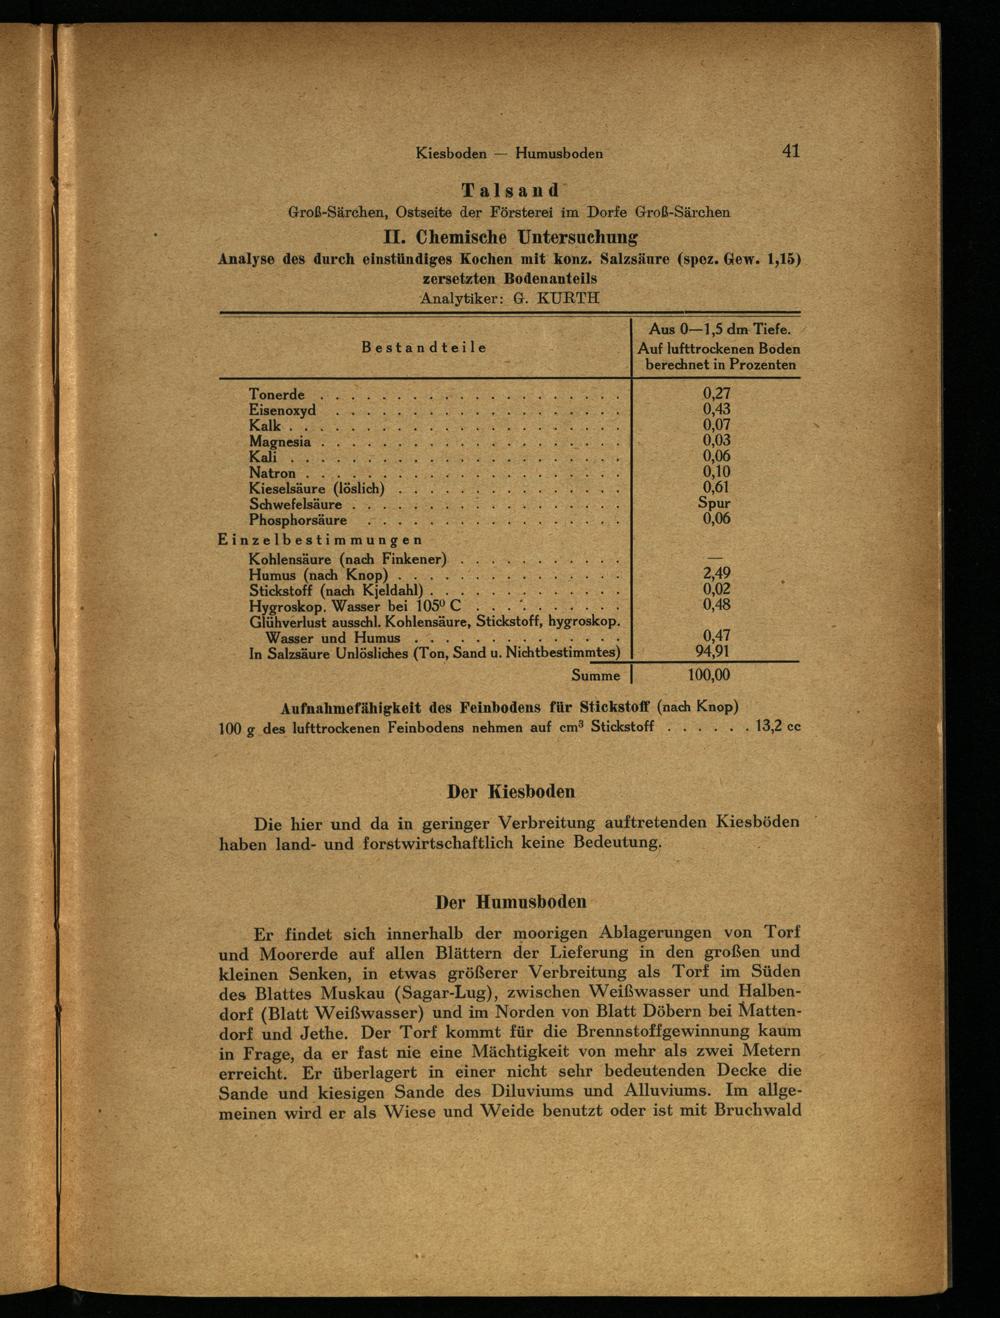 Kiesboden — Humusboden 41
Talsand
Groß-Särchen, Ostseite der Försterei im Dorfe Groß-Särchen
II. Chemische Untersuchung
Analyse des durch einstündiges Kochen mit konz. Salzsäure (spez. Gew. 1,15)
zersetzten Bodenanteils
Analytiker: G. KURTH
Bestandteile
Aus 0—1,5 dm Tiefe.
Auf lufttrockenen Boden
berechnet in Prozenten
Tonerde . . . . . . . . . . . . . . . . . . . . 0,27
Eisenoxyd . . . . . . . . . . . . . . . . . . . 0,43
Kalk . . . . . . . . . . . . . . . . . . . . . . 0,07
Magnesia . . . . . . . . . . . . . . . . . . . . 0,03
Kali . . . . . . . . . . . . . . . . . . . . . . 0,06
Natron . . . . . . . . . . . . . . . . . . . . . 0,10
Kieselsäure (löslich) . . . . . . . . . . . . . . . 0,61
Schwefelsäure . . . . . . . . . . . . . . . . . . Spur
Phosphorsäure . . . . . . . . . . . . . . . . . 0,06
Einzelbestimmungen
Kohlensäure (nach Finkener) . . . . . . . . . . . —
Humus (nach Knop) . . . . . . . . . . . . . . . 2,49
Stickstoff (nach Kjeldahl) . . . . . . . . . . . . . 0,02
Hygroskop. Wasser bei 105⁰ C . . . . . . . . . . 0,48
Glühverlust ausschl. Kohlensäure, Stickstoff, hygroskop.
Wasser und Humus . . . . . . . . . . . . . . 0,47
In Salzsäure Unlösliches (Ton, Sand u. Nichtbestimmtes) 94,91
Summe 100,00
Aufnahmefähigkeit des Feinbodens für Stickstoff (nach Knop)
100 g des lufttrockenen Feinbodens nehmen auf cm³ Stickstoff . . . . . . 13,2 cc
Der Kiesboden
Die hier und da in geringer Verbreitung auftretenden Kiesböden
haben land- und forstwirtschaftlich keine Bedeutung.
Der Humusboden
Er findet sich innerhalb der moorigen Ablagerungen von Torf
und Moorerde auf allen Blättern der Lieferung in den großen und
kleinen Senken, in etwas größerer Verbreitung als Torf im Süden
des Blattes Muskau (Sagar-Lug), zwischen Weißwasser und Halben-
dorf (Blatt Weißwasser) und im Norden von Blatt Döbern bei Matten-
dorf und Jethe. Der Torf kommt für die Brennstoffgewinnung kaum
in Frage, da er fast nie eine Mächtigkeit von mehr als zwei Metern
erreicht. Er überlagert in einer nicht sehr bedeutenden Decke die
Sande und kiesigen Sande des Diluviums und Alluviums. Im allge-
meinen wird er als Wiese und Weide benutzt oder ist mit Bruchwald